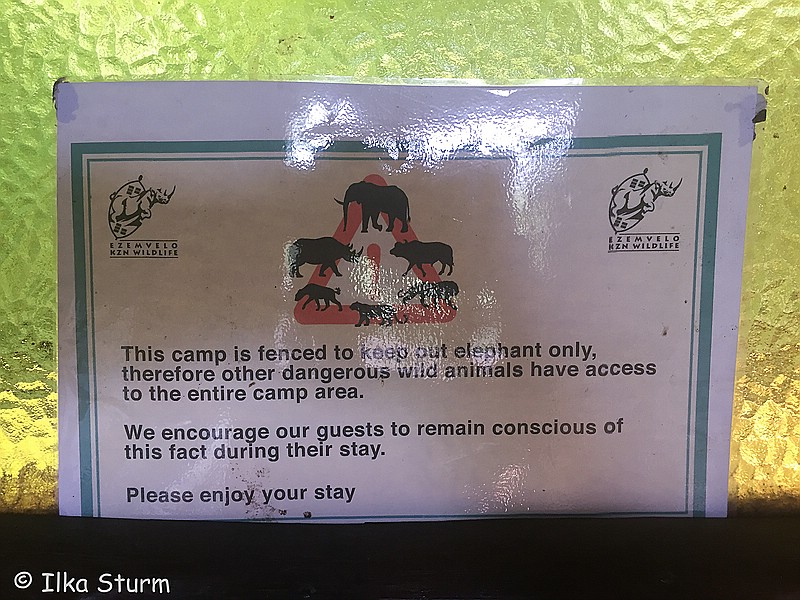 EZEMVELO
KZN WILDLIFE
EZEMVELO
KZN WILDLIFE
This camp is fenced to keep out elephant only,
therefore other dangerous wild animals have access
to the entire camp area.
We encourage our guests to remain conscious of
this fact during their stay.
Please enjoy your stay
© Ilka Sturm